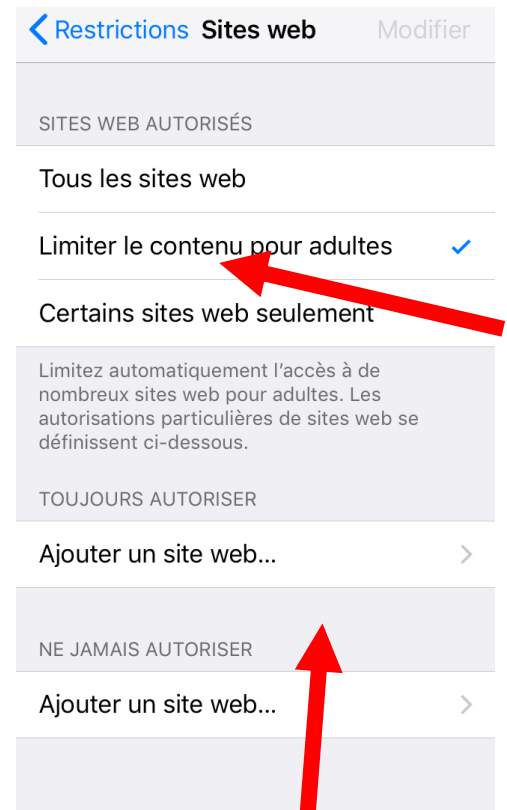 Restrictions Sites web Modifier
SITES WEB AUTORISÉS
Tous les sites web
Limiter le contenu pour adultes
Certains sites web seulement
Limitez automatiquement l’accès à de
nombreux sites web pour adultes. Les
autorisations particulières de sites web se
définissent ci-dessous.
TOUJOURS AUTORISER
Ajouter un site web...
NE JAMAIS AUTORISER
Ajouter un site web...